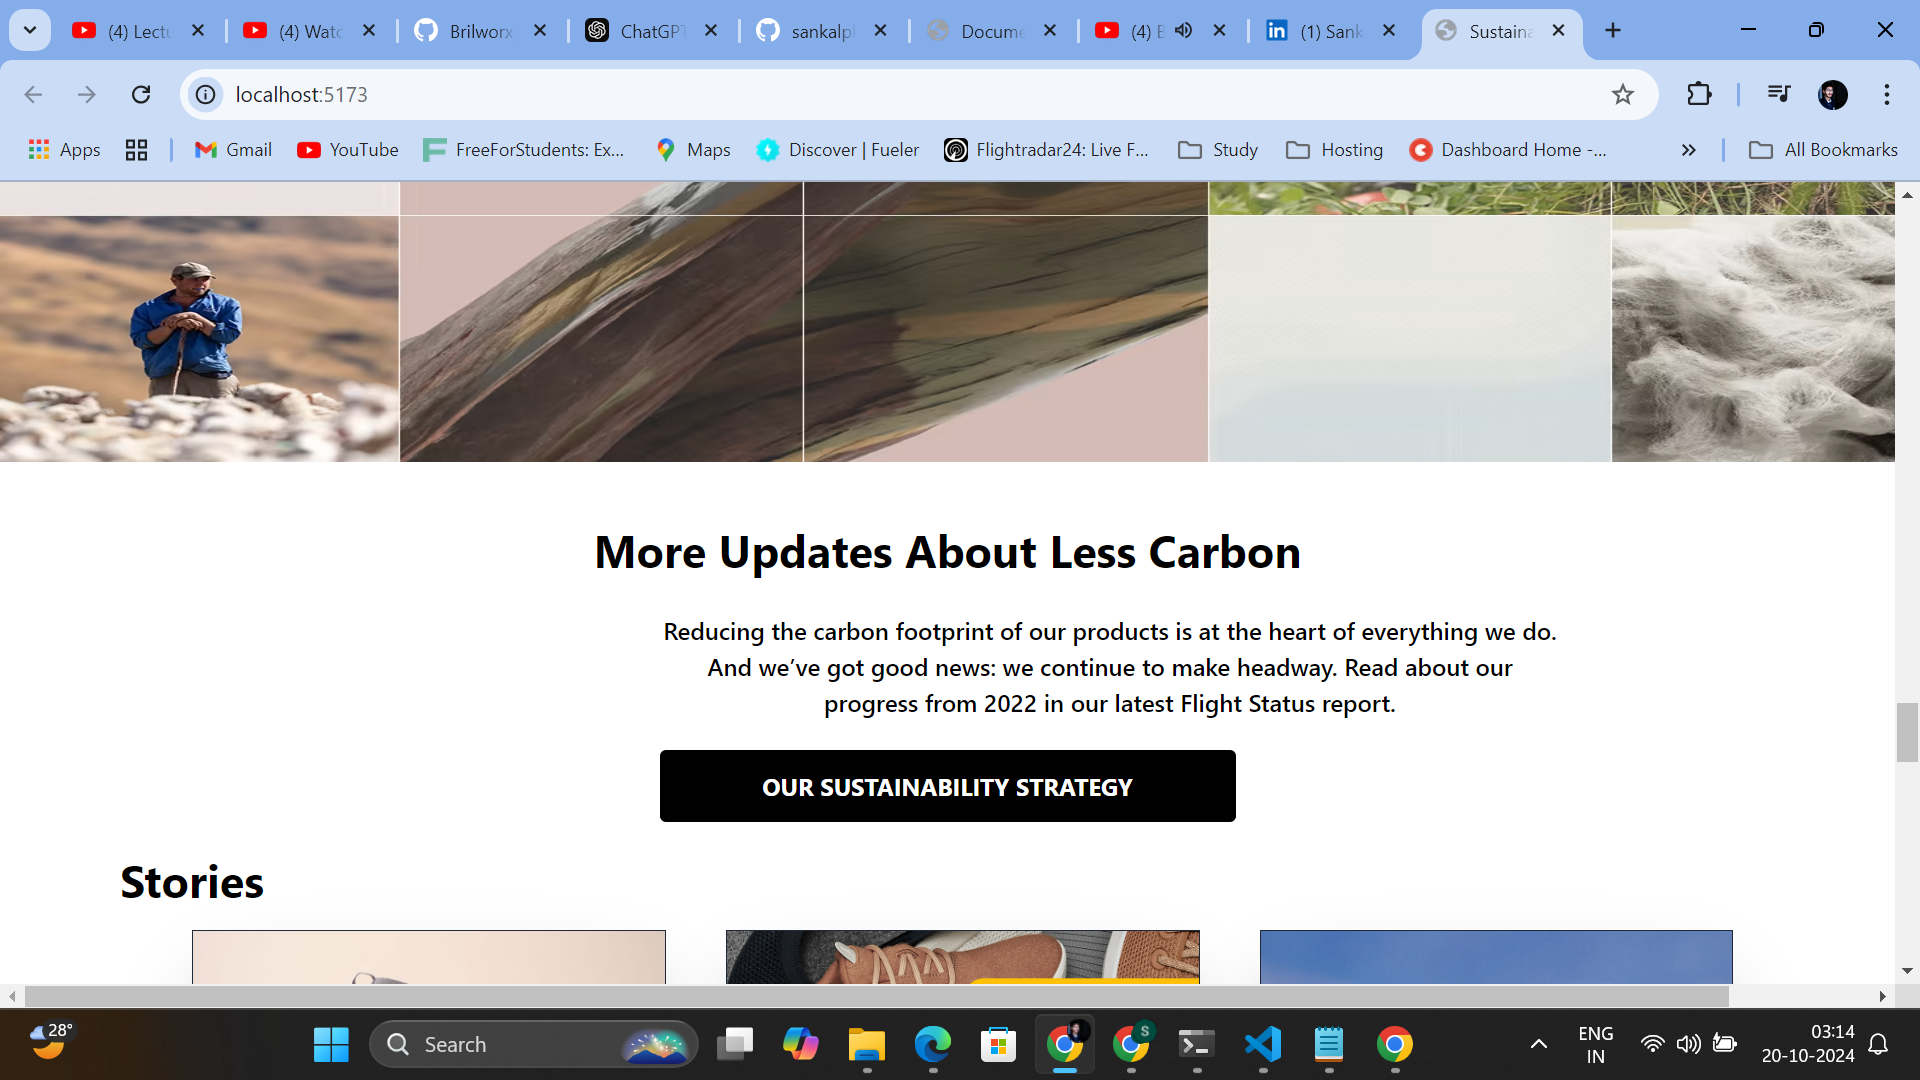 (4) Lectu
(4) Watc
Brilworx
ChatGPT
sankalp
Docume
(4) B
(1) Sank
Sustaina
localhost:5173
Apps
Gmail
YouTube
FreeForStudents: Ex...
Maps
Discover | Fueler
Flightradar24: Live F...
Study
Hosting
Dashboard Home -...
All Bookmarks
More Updates About Less Carbon
Reducing the carbon footprint of our products is at the heart of everything we do.
And we’ve got good news: we continue to make headway. Read about our
progress from 2022 in our latest Flight Status report.
OUR SUSTAINABILITY STRATEGY
Stories
28°
Search
S
ENG
IN
03:14
20-10-2024